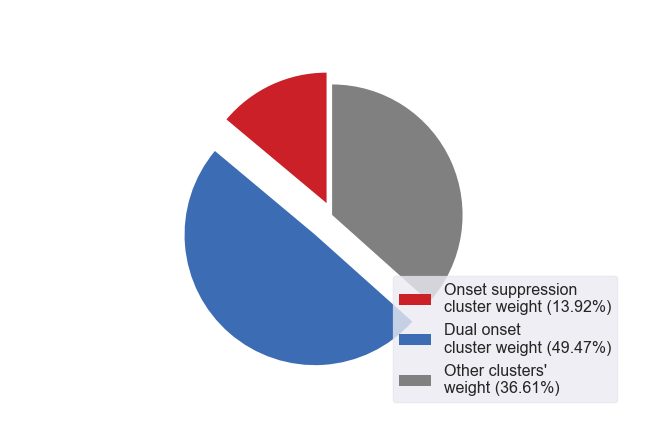 Onset suppression
cluster weight (13.92%)
Dual onset
cluster weight (49.47%)
Other clusters'
weight (36.61%)